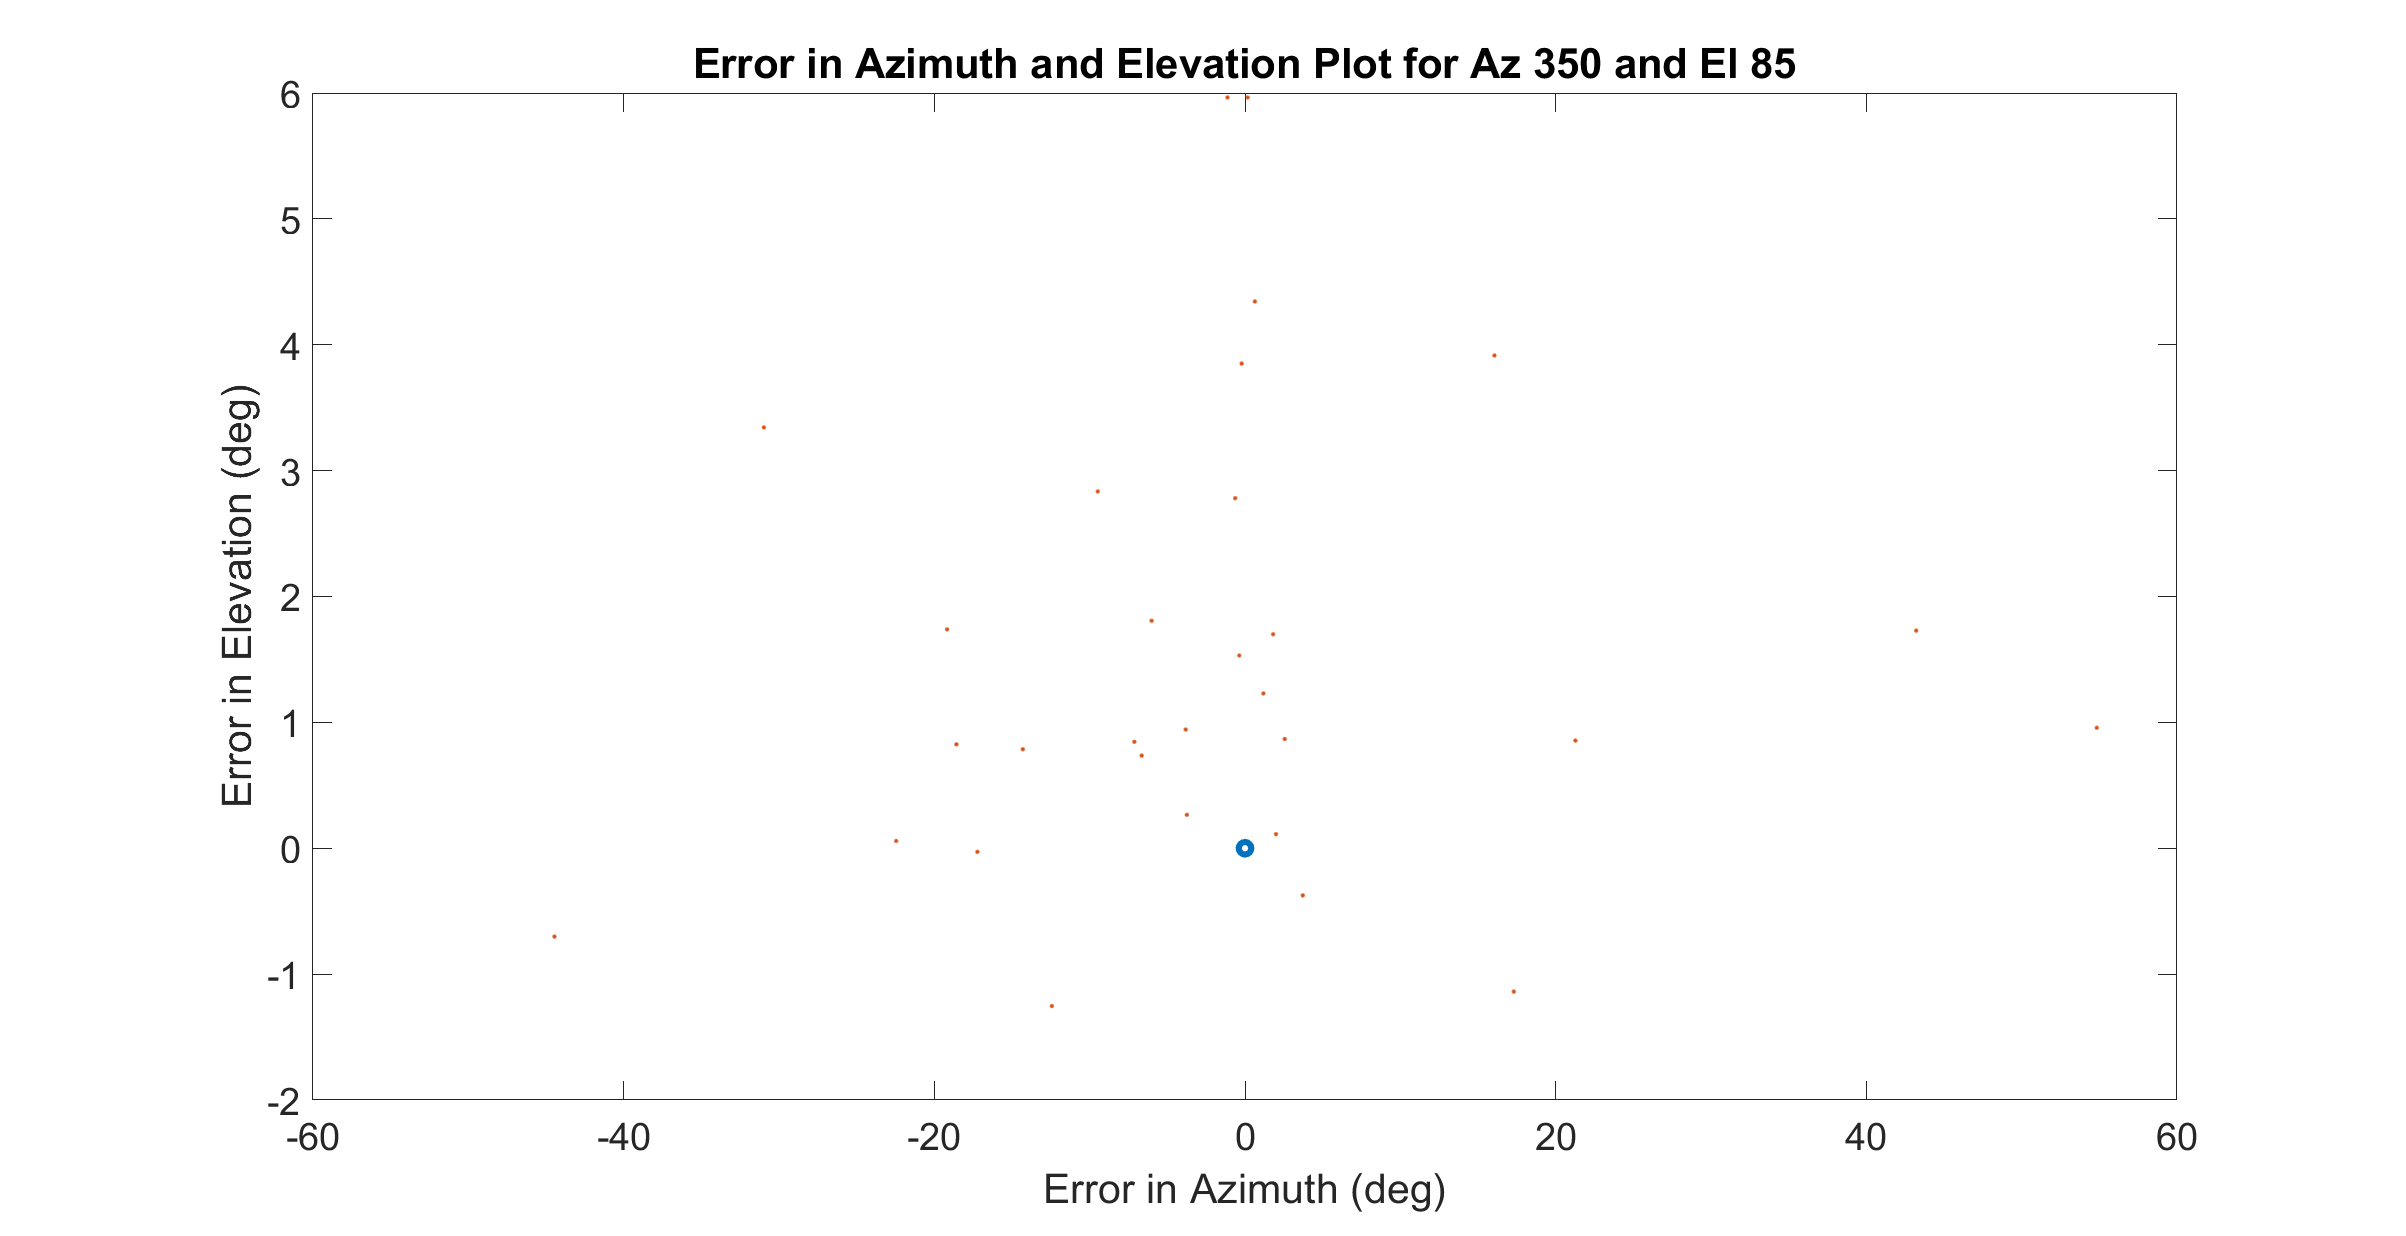 Error in Azimuth and Elevation Plot for Az 350 and El 85
6
5
4
3
2
1
0
-1
-2
Error in Elevation (deg)
-60 -40 -20 0 20 40 60
Error in Azimuth (deg)